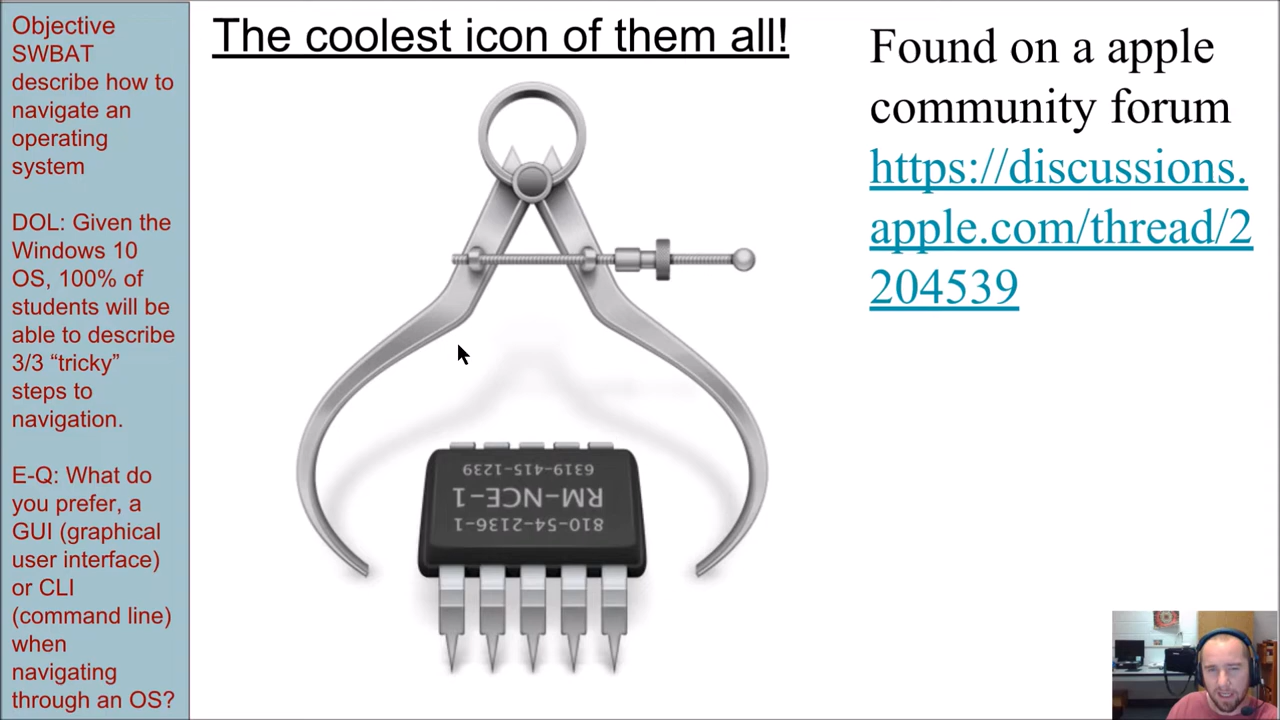 Objective
SWBAT
describe how to
navigate an
operating
system
DOL: Given the
Windows 10
OS, 100% of
students will be
able to describe
3/3 “tricky”
steps to
navigation.
E-Q: What do
you prefer, a
GUI (graphical
user interface)
or CLI
(command line)
when
navigating
through an OS?
The coolest icon of them all!
810-54-2136-1
RM-NCE-1
6319-415-1239
Found on a apple
community forum
https://discussions.
apple.com/thread/2
204539